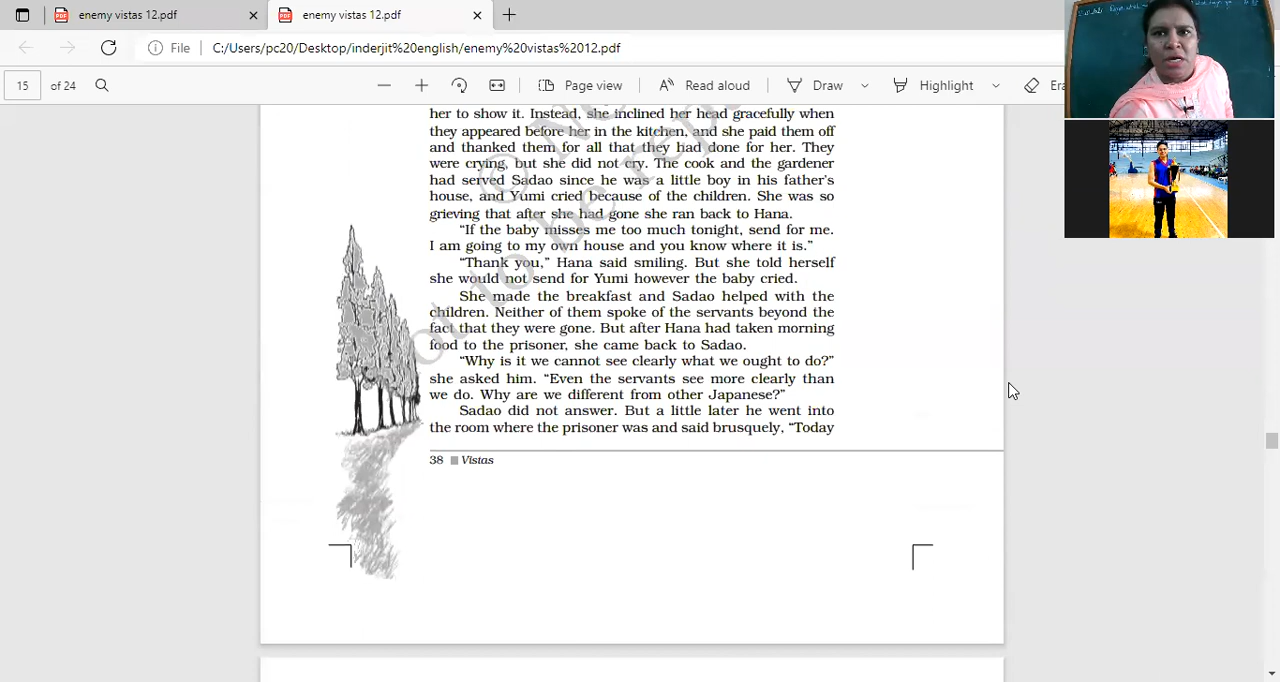 enemy vistas 12.pdf
enemy vistas 12.pdf
File C:/Users/pc20/Desktop/inderjit%20english/enemy%20vistas%2012.pdf
15 of 24 Page view Read aloud Draw Highlight Era
her to show it. Instead, she inclined her head gracefully when
they appeared before her in the kitchen, and she paid them off
and thanked them for all that they had done for her. They
were crying, but she did not cry. The cook and the gardener
had served Sadao since he was a little boy in his father's
house, and Yumi cried because of the children. She was so
grieving that after she had gone she ran back to Hana.
“If the baby misses me too much tonight, send for me.
I am going to my own house and you know where it is.”
“Thank you,” Hana said smiling. But she told herself
she would not send for Yumi however the baby cried.
She made the breakfast and Sadao helped with the
children. Neither of them spoke of the servants beyond the
fact that they were gone. But after Hana had taken morning
food to the prisoner, she came back to Sadao.
“Why is it we cannot see clearly what we ought to do?”
she asked him. “Even the servants see more clearly than
we do. Why are we different from other Japanese?”
Sadao did not answer. But a little later he went into
the room where the prisoner was and said brusquely, “Today
38 Vistas
ot to be rep